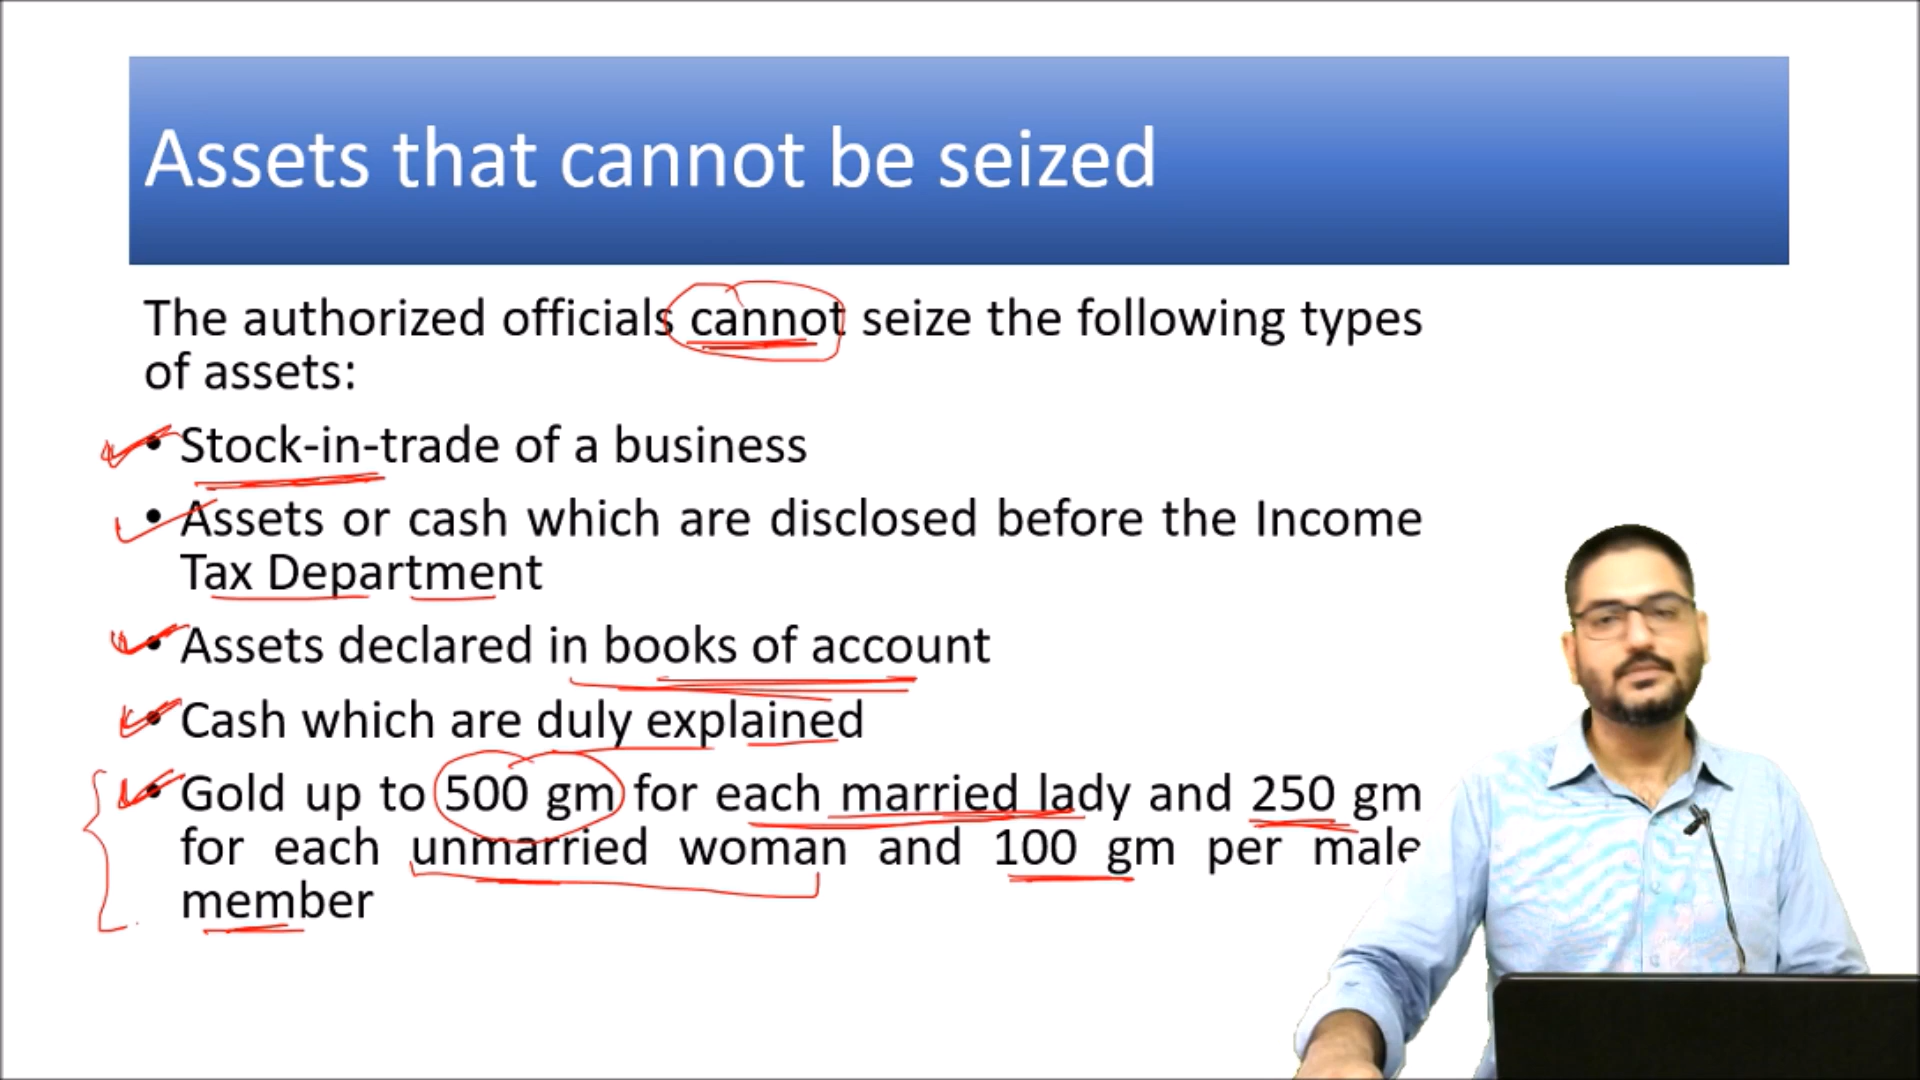 Assets that cannot be seized
The authorized officials cannot seize the following types
of assets:
• Stock-in-trade of a business
• Assets or cash which are disclosed before the Income
Tax Department
• Assets declared in books of account
• Cash which are duly explained
• Gold up to 500 gm for each married lady and 250 gm
for each unmarried woman and 100 gm per male
member